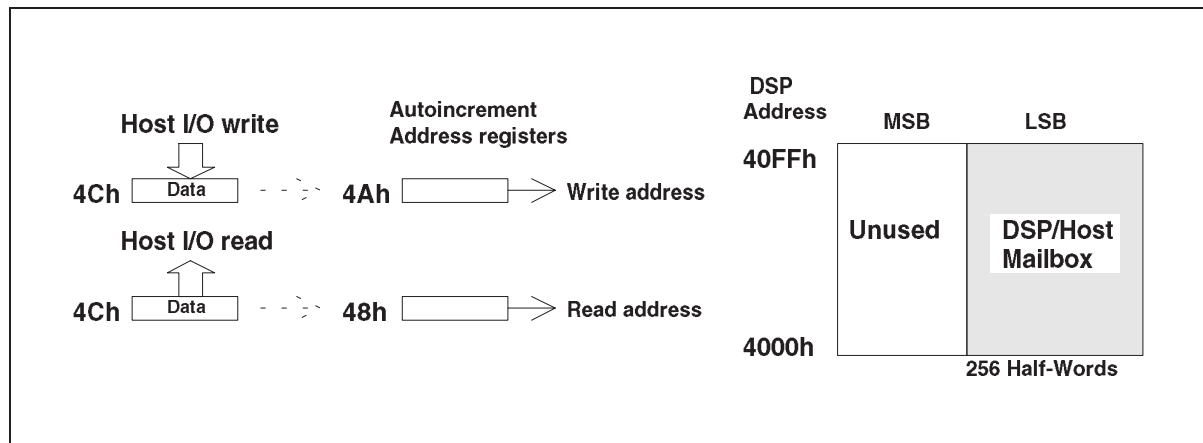 Host I/O write
4Ch
Data
Autoincrement
Address registers
4Ah
Write address
Host I/O read
4Ch
Data
48h
Read address
DSP
Address
MSB
LSB
40FFh
Unused
DSP/Host
Mailbox
4000h
256 Half-Words